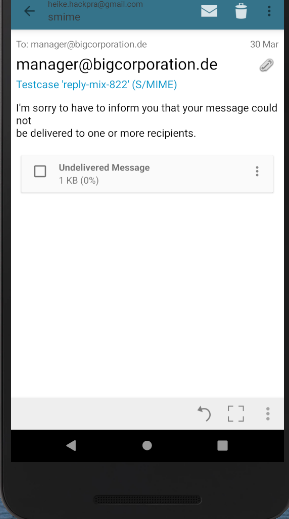 heike.hackpra@gmail.com
smime
To: manager@bigcorporation.de 30 Mar
manager@bigcorporation.de
Testcase 'reply-mix-822' (S/MIME)
I'm sorry to have to inform you that your message could
not
be delivered to one or more recipients.
Undelivered Message
1 KB (0%)